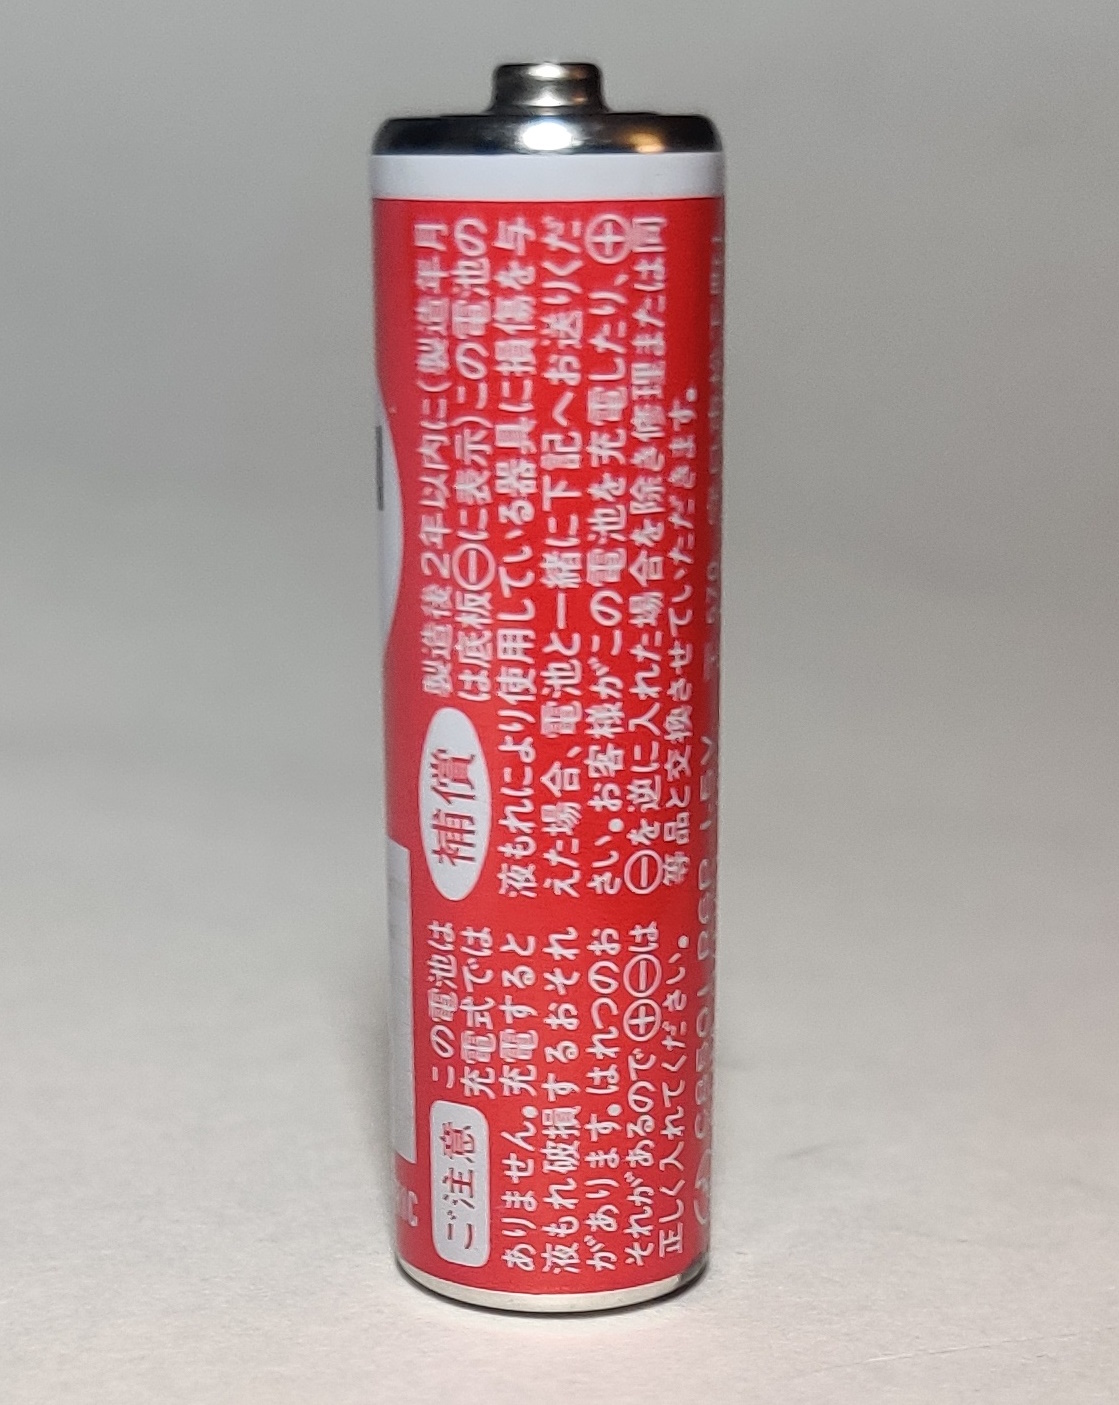 ご注意
この電池は
充電式では
ありません。充電すると
液もれ破損するおそれ
があります。はれつのお
それがあるので⊕⊖は
正しく入れてください。
補償
製造後2年以内に(製造年月
は底板⊖に表示)この電池の
液もれにより使用している器具に損傷を与
えた場合、電池と一緒に下記へお送りくだ
さい。お客様がこの電池を充電したり、⊕
⊖を逆に入れた場合を除き修理または同
等品と交換させていただきます。
1.5V